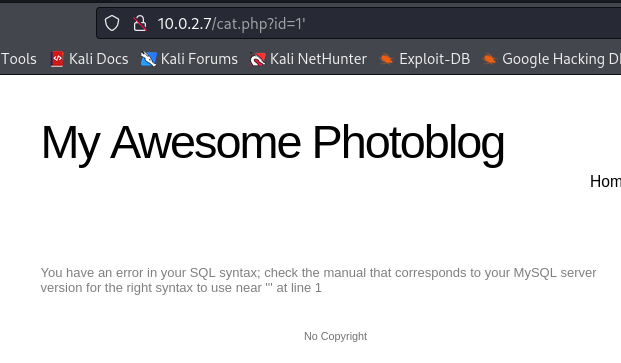 10.0.2.7/cat.php?id=1'
Tools Kali Docs Kali Forums Kali NetHunter Exploit-DB Google Hacking D
My Awesome Photoblog
Hom
You have an error in your SQL syntax; check the manual that corresponds to your MySQL server
version for the right syntax to use near ''' at line 1
No Copyright